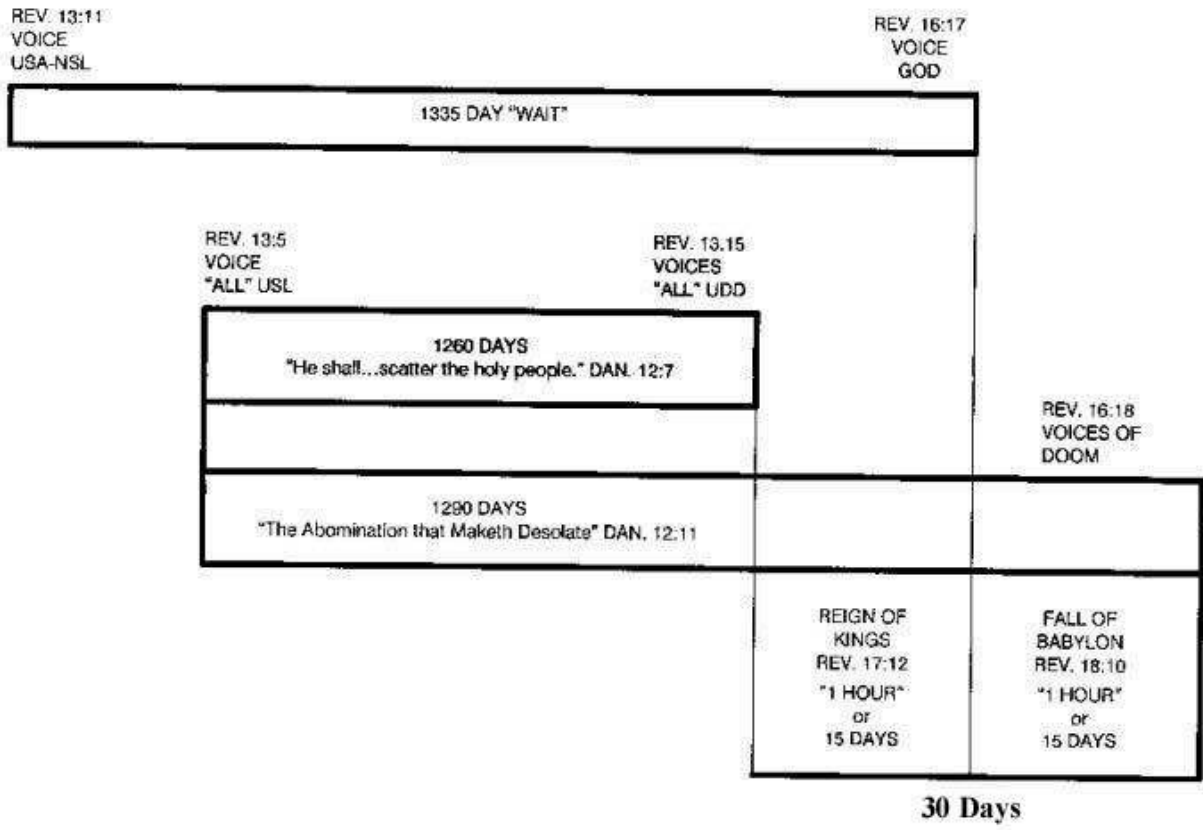 REV. 13:11
VOICE
USA-NSL
REV. 16:17
VOICE
GOD
1335 DAY "WAIT"
REV. 13:5
VOICE
"ALL" USL
REV. 13.15
VOICES
"ALL" UDD
1260 DAYS
"He shall...scatter the holy people." DAN. 12:7
REV. 16:18
VOICES OF
DOOM
1290 DAYS
"The Abomination that Maketh Desolate" DAN. 12:11
REIGN OF
KINGS
REV. 17:12
"1 HOUR"
or
15 DAYS
FALL OF
BABYLON
REV. 18:10
"1 HOUR"
or
15 DAYS
30 Days